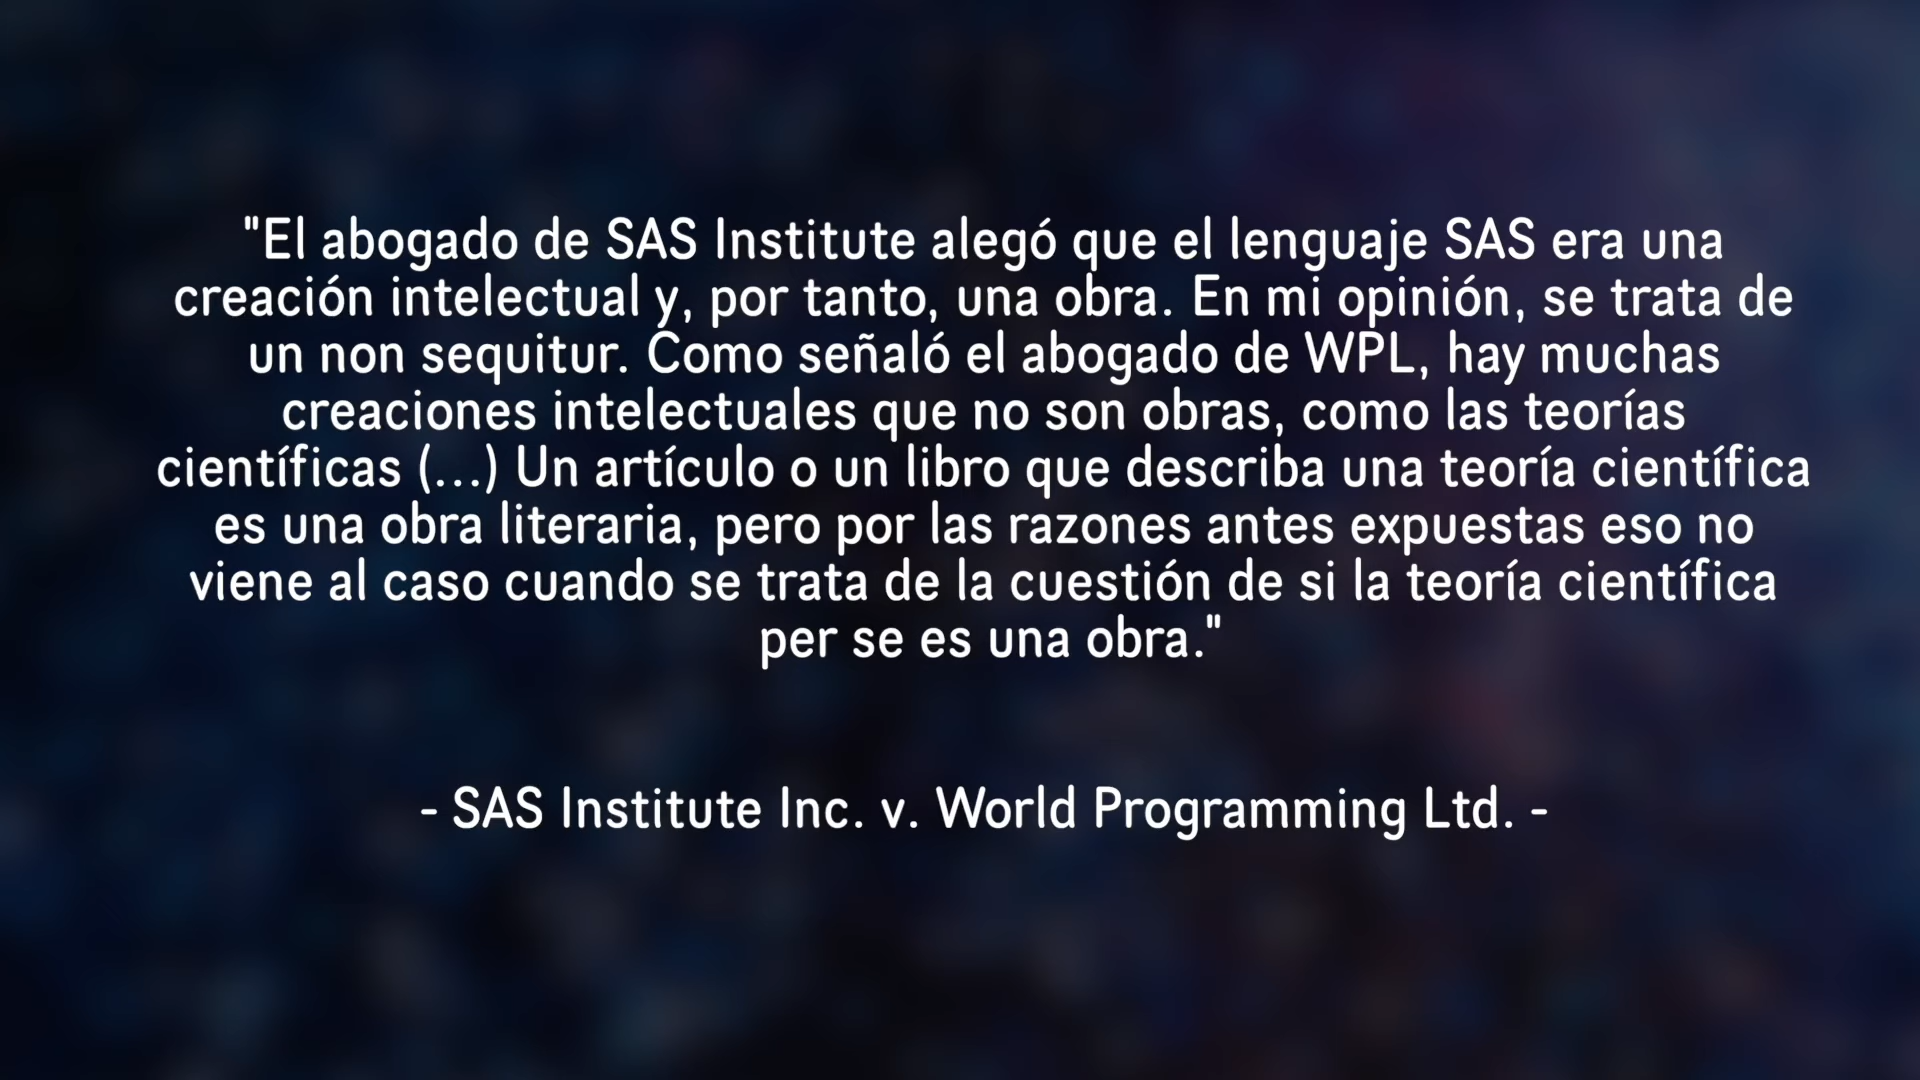 "El abogado de SAS Institute alegó que el lenguaje SAS era una
creación intelectual y, por tanto, una obra. En mi opinión, se trata de
un non sequitur. Como señaló el abogado de WPL, hay muchas
creaciones intelectuales que no son obras, como las teorías
científicas (...) Un artículo o un libro que describa una teoría científica
es una obra literaria, pero por las razones antes expuestas eso no
viene al caso cuando se trata de la cuestión de si la teoría científica
per se es una obra."
- SAS Institute Inc. v. World Programming Ltd. -